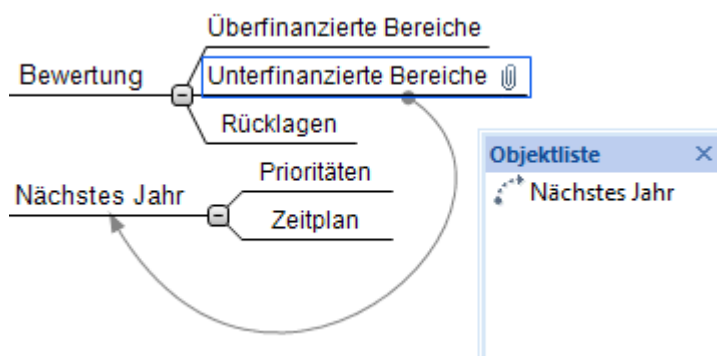 Überfinanzierte Bereiche
Bewertung
Unterfinanzierte Bereiche
Rücklagen
Prioritäten
Nächstes Jahr
Zeitplan
Objektliste
Nächstes Jahr